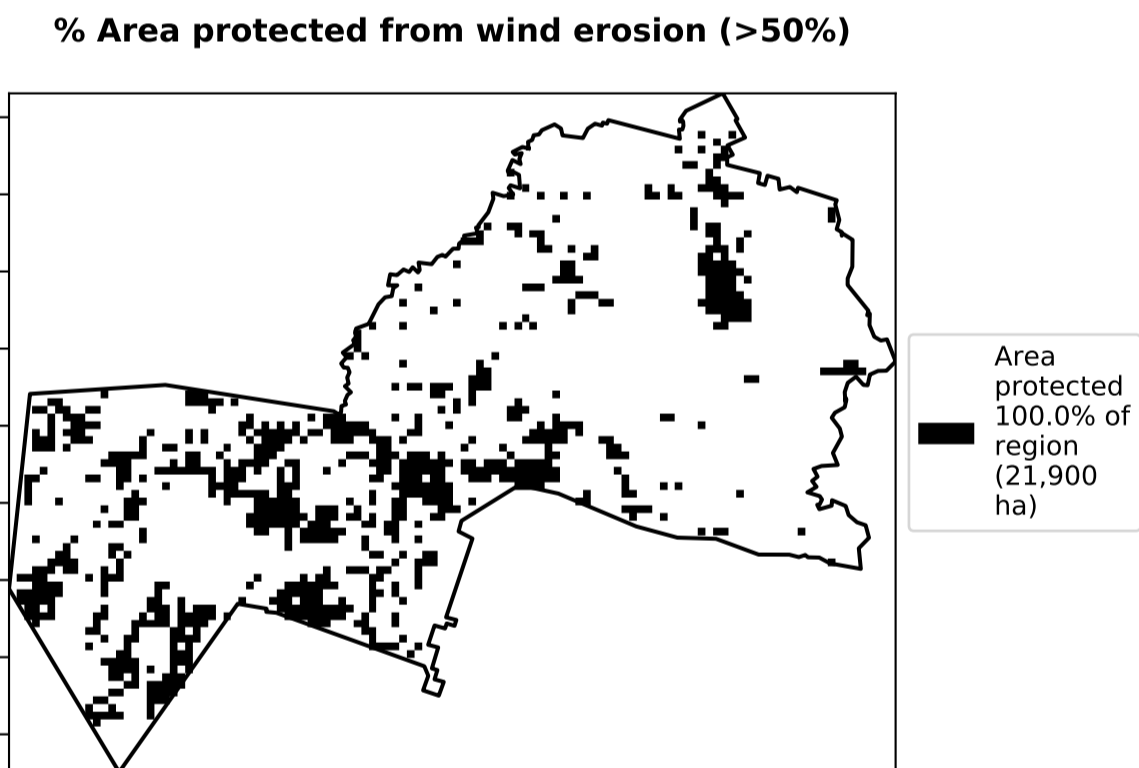 % Area protected from wind erosion (>50%)
Area
protected
100.0% of
region
(21,900
ha)